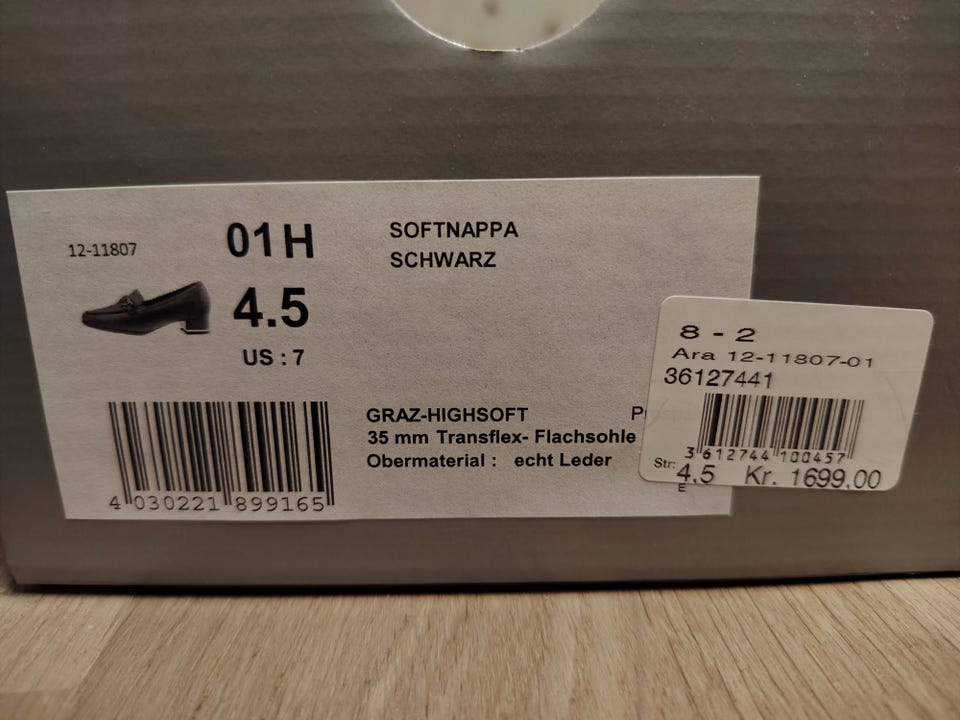 12-11807
01 H
4.5
US : 7
SOFTNAPPA
SCHWARZ
GRAZ-HIGHSOFT
35 mm Transflex- Flachsohle
Obermaterial : echt Leder
4 030221 899165
8 - 2
Ara 12-11807-01
36127441
3 612744 100457
Str: 4.5 Kr. 1699.00
E